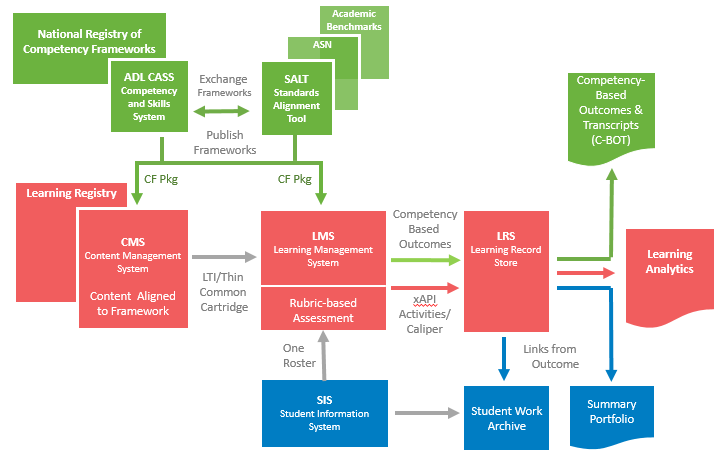 National Registry of
Competency Frameworks
Academic
Benchmarks
ASN
ADL CASS
Competency
and Skills
System
Exchange
Frameworks
Publish
Frameworks
SALT
Standards
Alignment
Tool
Competency-
Based
Outcomes &
Transcripts
(C-BOT)
CF Pkg
CF Pkg
Learning Registry
CMS
Content Management
System
Content Aligned
to Framework
LTI/Thin
Common
Cartridge
LMS
Learning Management
System
Rubric-based
Assessment
Competency
Based
Outcomes
xAPI
Activities/
Caliper
LRS
Learning Record
Store
Learning
Analytics
One
Roster
Links from
Outcome
SIS
Student Information
System
Student Work
Archive
Summary
Portfolio